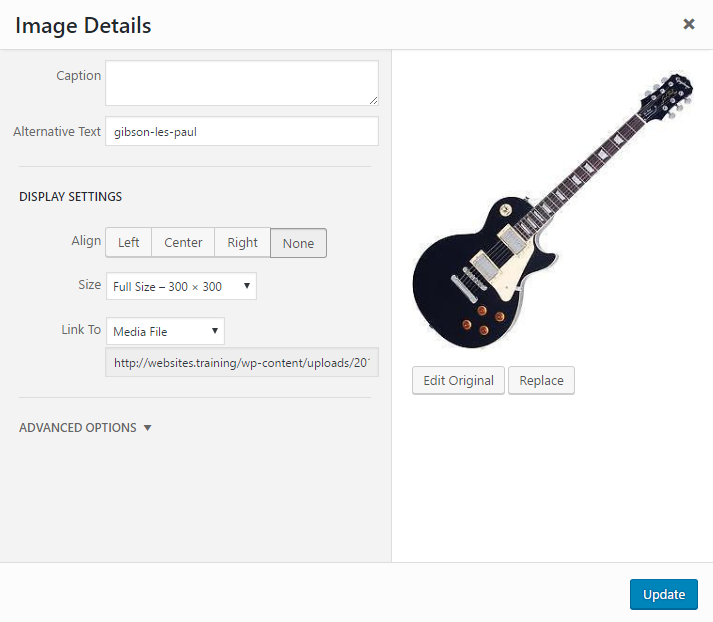 Image Details
Caption
Alternative Text gibson-les-paul
DISPLAY SETTINGS
Align Left Center Right None
Size Full Size – 300 × 300
Link To Media File
http://websites.training/wp-content/uploads/20
Edit Original Replace
ADVANCED OPTIONS
Update